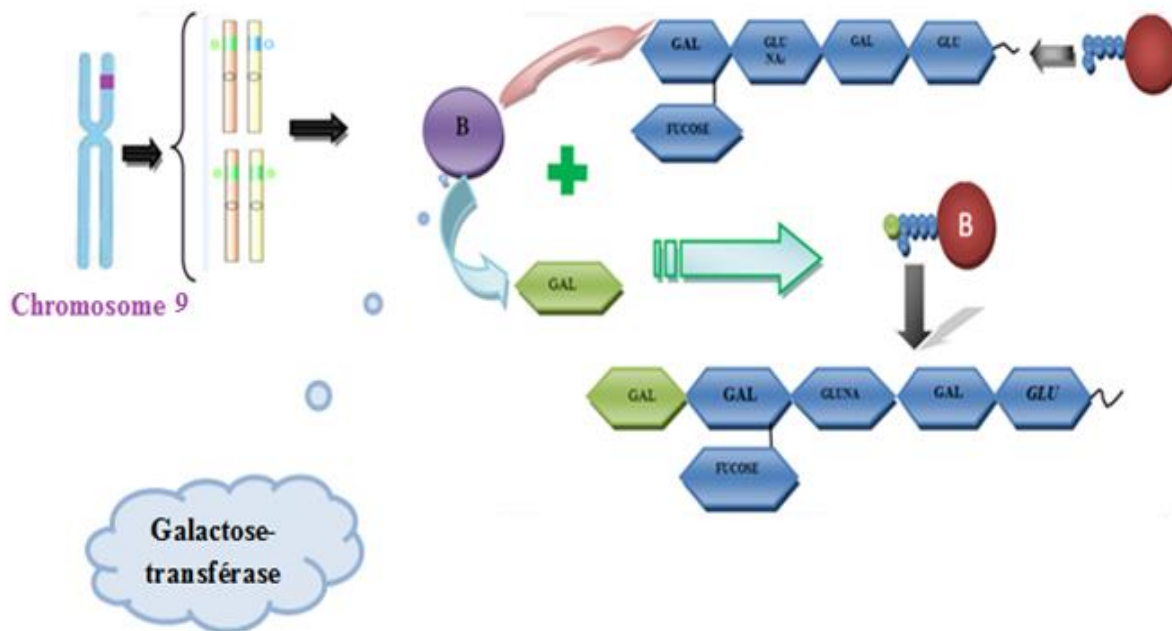 GAL
GLU
NAc
GAL
GLU
FUCOSE
B
GAL
B
Chromosome 9
GAL
GAL
GLUNA
GAL
GLU
FUCOSE
Galactose-
transférase